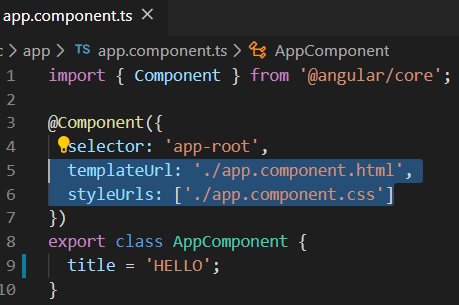 app.component.ts ×
c > app > TS app.component.ts > AppComponent
1 import { Component } from '@angular/core';
2
3 @Component({
4 selector: 'app-root',
5 templateUrl: './app.component.html',
6 styleUrls: ['./app.component.css']
7 })
8 export class AppComponent {
9 title = 'HELLO';
10 }